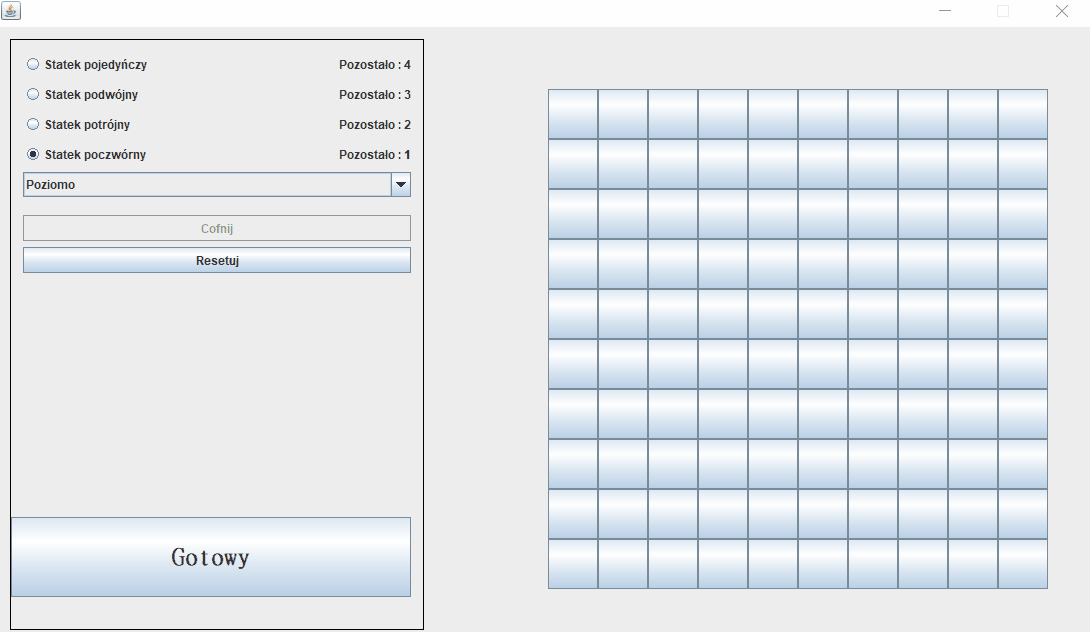 Statek pojedyńczy Pozostało : 4
Statek podwójny Pozostało : 3
Statek potrójny Pozostało : 2
Statek poczwórny Pozostało : 1
Poziomo
Cofnij
Resetuj
Gotowy